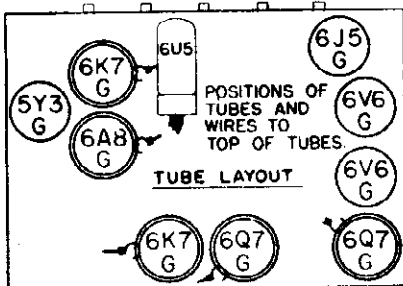 6K7
G
6U5
6J5
G
5Y3
G
6A8
G
POSITIONS OF
TUBES AND
WIRES TO
TOP OF TUBES.
6V6
G
6V6
G
TUBE LAYOUT
6K7
G
6Q7
G
6Q7
G